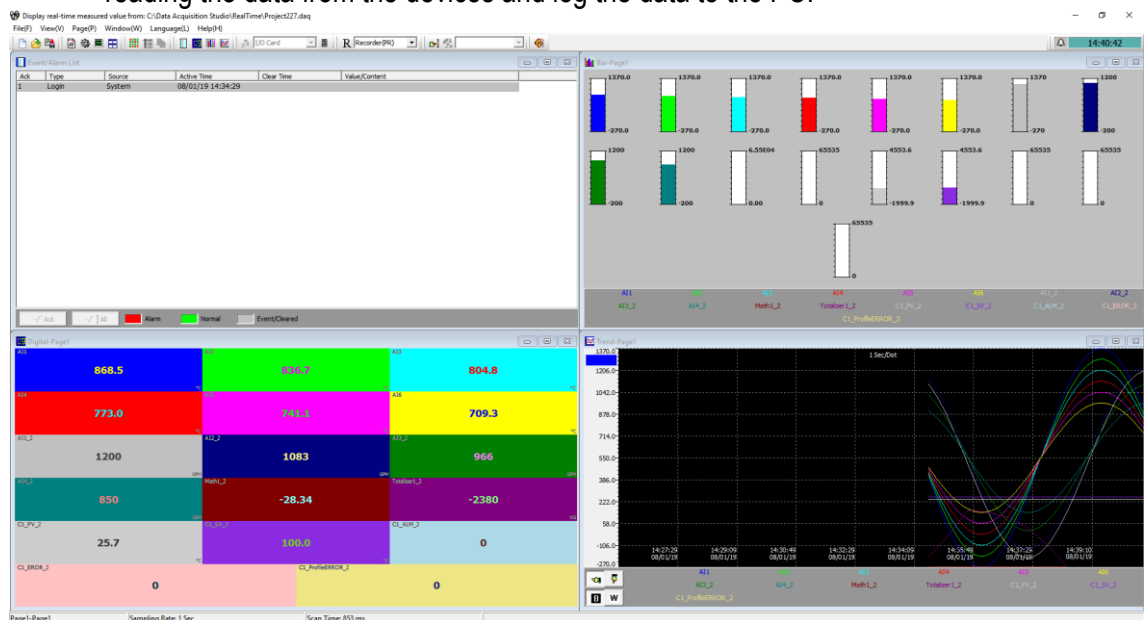 reading the data from the devices and log the data to the PC.
Display real-time measured value from: C:\Data Acquisition Studio\RealTime\Project227.daq
File(F) View(V) Page(P) Window(W) Language(L) Help(H)
I/O Card R Recorder(PR) 14:40:42
Event/Alarm List
Ack Type Source Active Time Clear Time Value/Content
1 Login System 08/01/19 14:34:29
Ack All Alarm Normal Event/Cleared
Bar-Page1
1370.0 1370.0 1370.0 1370.0 1370.0 1370.0 1370 1200
-270.0 -270.0 -270.0 -270.0 -270.0 -270.0 -270 -200
1200 1200 6.55E04 65535 4553.6 4553.6 65535 65535
-200 -200 0.00 0 -1999.9 -1999.9 0 0
65535
0
AI1 AI4 AI5 AI6 AI1_2 AI2_2
AI3_2 AI4_2 Math1_2 Totalizer1_2 C1_PV_2 C1_SV_2 C1_ALM_2 C1_EROR_2
C1_ProfileERROR_2
Digital-Page1
AI1 AI3
868.5 836.7 804.8
°C °C
AI4 AI6
773.0 741.1 709.3
°C
AI1_2 AI2_2 AI3_2
1200 1083 966
GPM GPM
AI4_2 Math1_2 Totalizer1_2
850 -28.34 -2380
KG
C1_PV_2 C1_SV_2 C1_ALM_2
25.7 100.0 0
C1_EROR_2 C1_ProfileERROR_2
0 0
Trend-Page1
1 Sec/Dot
1370.0
1206.0
1042.0
878.0
714.0
550.0
386.0
222.0
58.0
-106.0
-270.0
14:27:29 14:29:09 14:30:49 14:32:29 14:34:09 14:35:49 14:37:29 14:39:10
08/01/19 08/01/19 08/01/19 08/01/19 08/01/19 08/01/19 08/01/19 08/01/19
AI1 AI4 AI5 AI6
AI3_2 AI4_2 Math1_2 Totalizer1_2 C1_PV_2 C1_SV_2
C1_ProfileERROR_2
B W
Page1-Page1 Sampling Rate: 1 Sec Scan Time: 853 ms